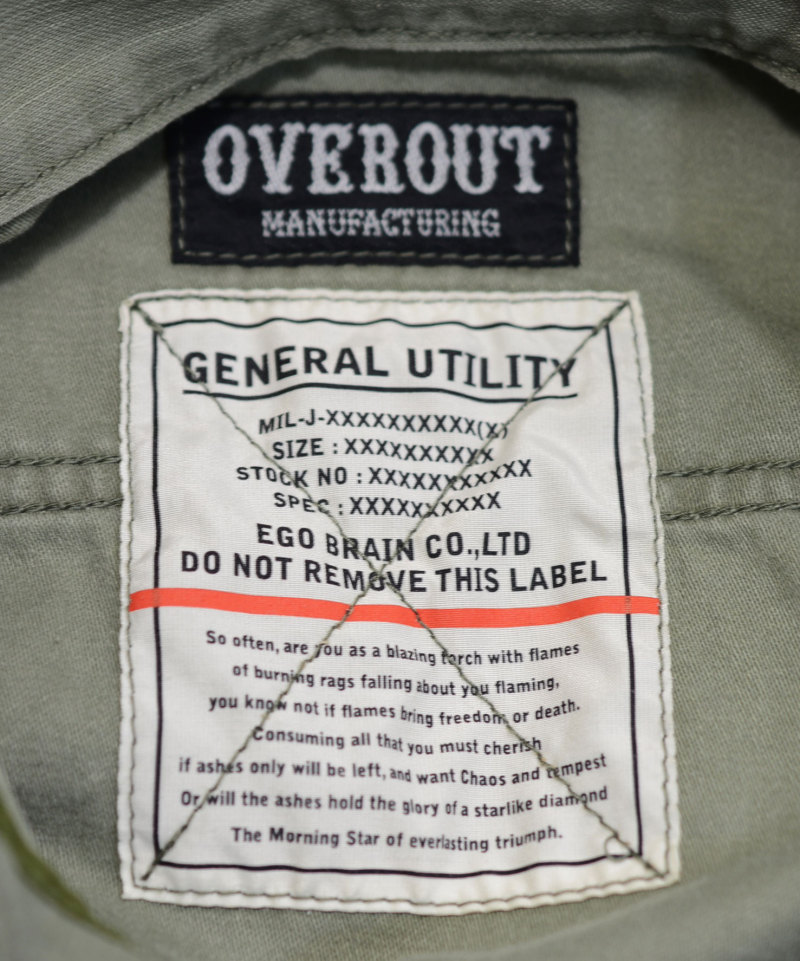 OVEROUT
MANUFACTURING
GENERAL UTILITY
MIL-J-XXXXXXXXXX(X)
SIZE : XXXXXXXXXX
STOCK NO : XXXXXXXXXXX
SPEC : XXXXXXXXXX
EGO BRAIN CO.,LTD
DO NOT REMOVE THIS LABEL
So often, are you as a blazing torch with flames
of burning rags falling about you flaming,
you know not if flames bring freedom or death.
Consuming all that you must cherish
if ashes only will be left, and want Chaos and tempest
Or will the ashes hold the glory of a starlike diamond
The Morning Star of everlasting triumph.